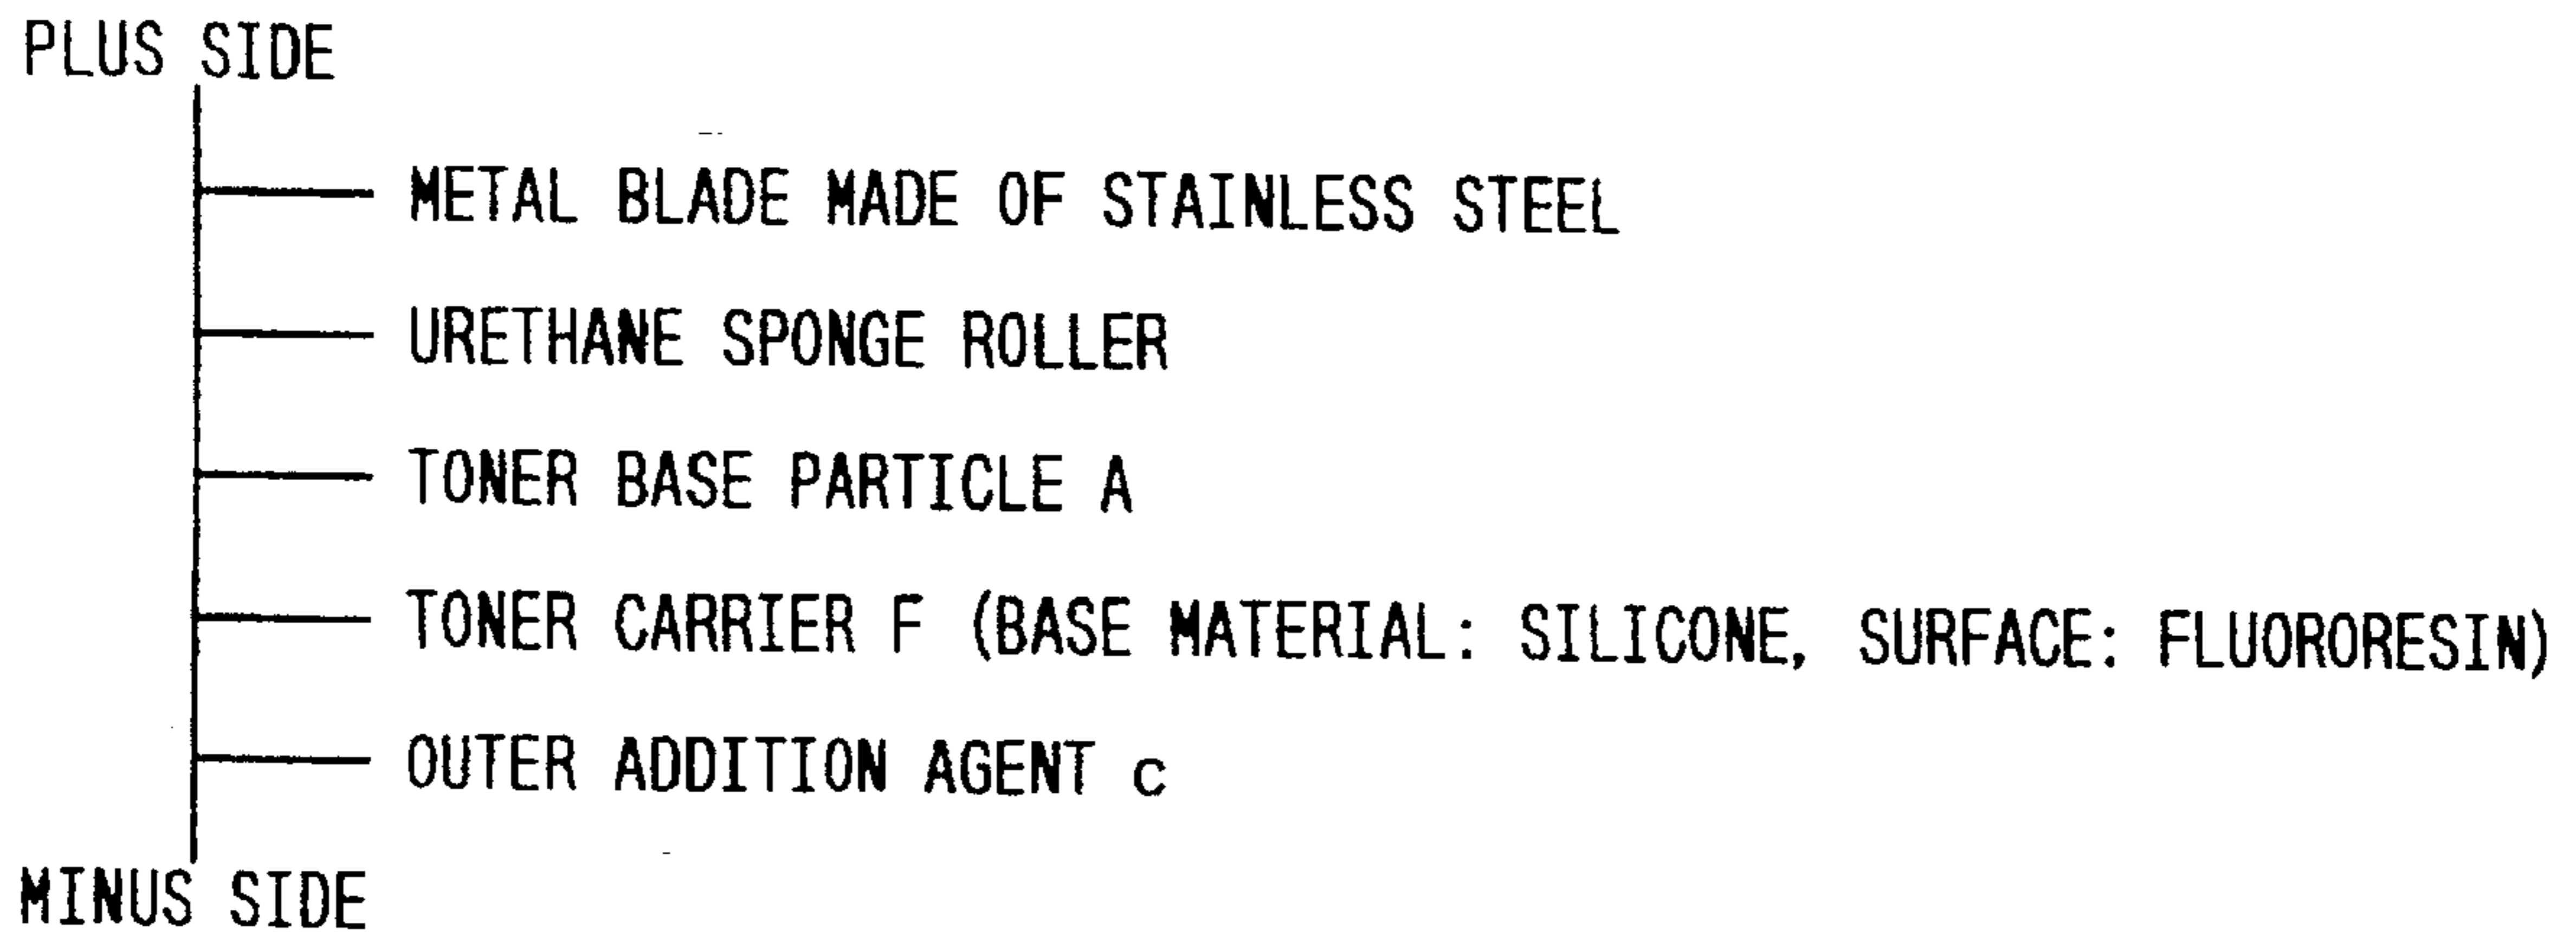 PLUS SIDE
METAL BLADE MADE OF STAINLESS STEEL
URETHANE SPONGE ROLLER
TONER BASE PARTICLE A
TONER CARRIER F (BASE MATERIAL: SILICONE, SURFACE: FLUORORESIN)
OUTER ADDITION AGENT c
MINUS SIDE